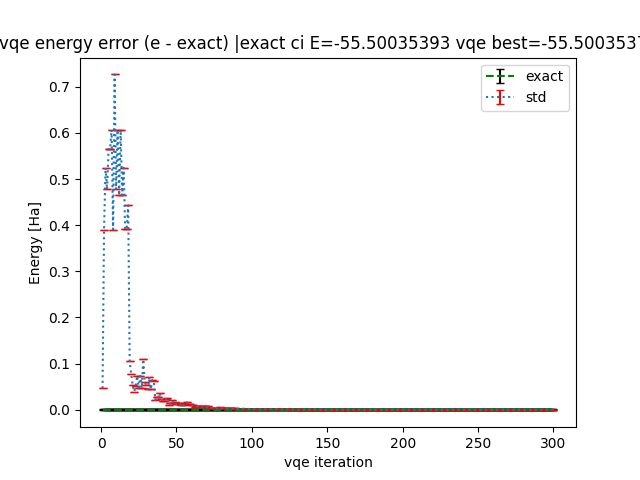 vqe energy error (e - exact) |exact ci E=-55.50035393 vqe best=-55.5003537
exact
std
0.7
0.6
0.5
0.4
0.3
0.2
0.1
0.0
Energy [Ha]
0 50 100 150 200 250 300
vqe iteration